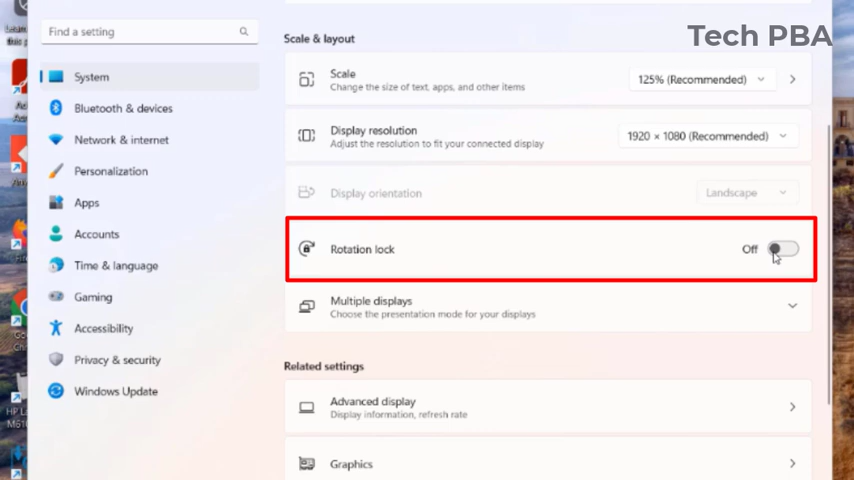 Tech PBA
Find a setting
System
Bluetooth & devices
Network & internet
Personalization
Apps
Accounts
Time & language
Gaming
Accessibility
Privacy & security
Windows Update
Scale & layout
Scale
Change the size of text, apps, and other items
125% (Recommended)
Display resolution
Adjust the resolution to fit your connected display
1920 × 1080 (Recommended)
Display orientation
Landscape
Rotation lock
Off
Multiple displays
Choose the presentation mode for your displays
Related settings
Advanced display
Display information, refresh rate
Graphics